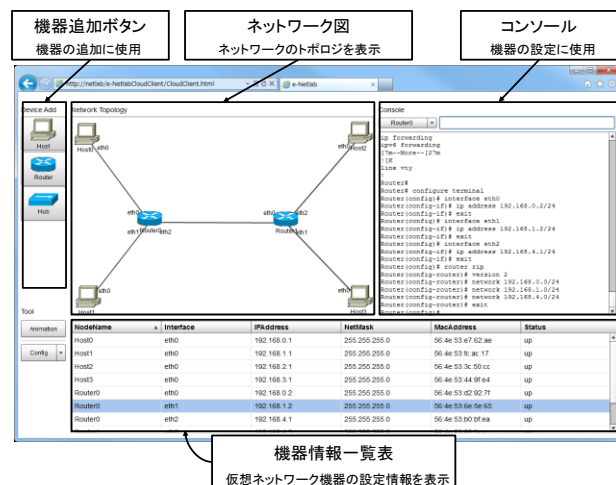 機器追加ボタン
機器の追加に使用
ネットワーク図
ネットワークのトポロジを表示
コンソール
機器の設定に使用
http://netlab/e-NetlabCloudClient/CloudClient.html
e-Netlab
Device Add
Host
Router
Hub
Tool
Animation
Config
Network Topology
Host0
eth0
Host2
eth0
eth0
Router0
eth1
eth2
eth0
eth2
eth1
eth0
Host1
eth0
Host3
Console
Router0
ip forwarding
ipv6 forwarding
[7m--More--[27m
[K
line vty
!
Router#
Router# configure terminal
Router(config)# interface eth0
Router(config-if)# ip address 192.168.0.2/24
Router(config-if)# exit
Router(config)# interface eth1
Router(config-if)# ip address 192.168.1.2/24
Router(config-if)# exit
Router(config)# interface eth2
Router(config-if)# ip address 192.168.4.1/24
Router(config-if)# exit
Router(config)# router rip
Router(config-router)# version 2
Router(config-router)# network 192.168.0.0/24
Router(config-router)# network 192.168.1.0/24
Router(config-router)# network 192.168.4.0/24
Router(config-router)# exit
Router(config)#
NodeName Interface IPAddress NetMask MacAddress Status
Host0 eth0 192.168.0.1 255.255.255.0 56:4e:53:e7:62:ae up
Host1 eth0 192.168.1.1 255.255.255.0 56:4e:53:fc:ac:17 up
Host2 eth0 192.168.2.1 255.255.255.0 56:4e:53:3c:50:cc up
Host3 eth0 192.168.3.1 255.255.255.0 56:4e:53:44:9f:e4 up
Router0 eth0 192.168.0.2 255.255.255.0 56:4e:53:d2:92:7f up
Router0 eth1 192.168.1.2 255.255.255.0 56:4e:53:6e:5e:65 up
Router0 eth2 192.168.4.1 255.255.255.0 56:4e:53:b0:bf:ea up
機器情報一覧表
仮想ネットワーク機器の設定情報を表示